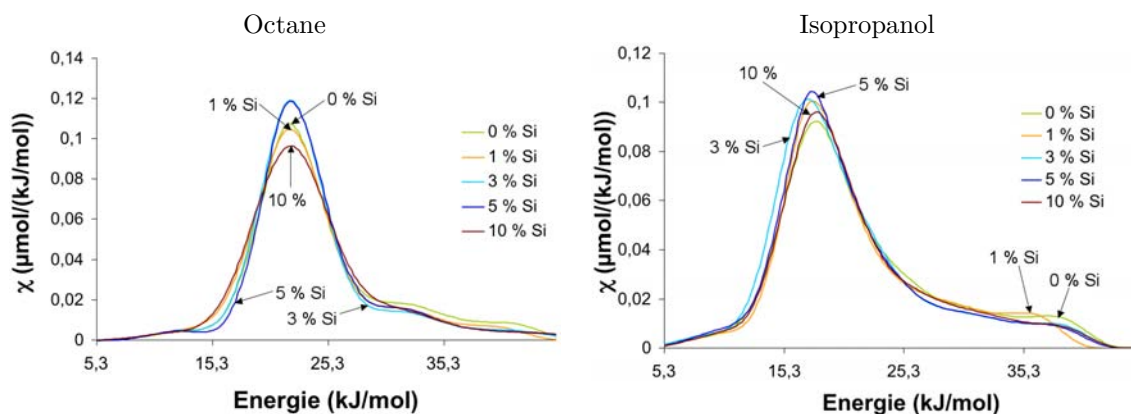 Octane
0,14
0,12
0,1
0,08
0,06
0,04
0,02
0
χ (µmol/(kJ/mol))
1 % Si
0 % Si
10 %
5 % Si
3 % Si
0 % Si
1 % Si
3 % Si
5 % Si
10 % Si
5,3 15,3 25,3 35,3
Energie (kJ/mol)
Isopropanol
0,12
0,1
0,08
0,06
0,04
0,02
0
χ (µmol/(kJ/mol))
10 %
5 % Si
3 % Si
1 % Si
0 % Si
0 % Si
1 % Si
3 % Si
5 % Si
10 % Si
5,3 15,3 25,3 35,3
Energie (kJ/mol)